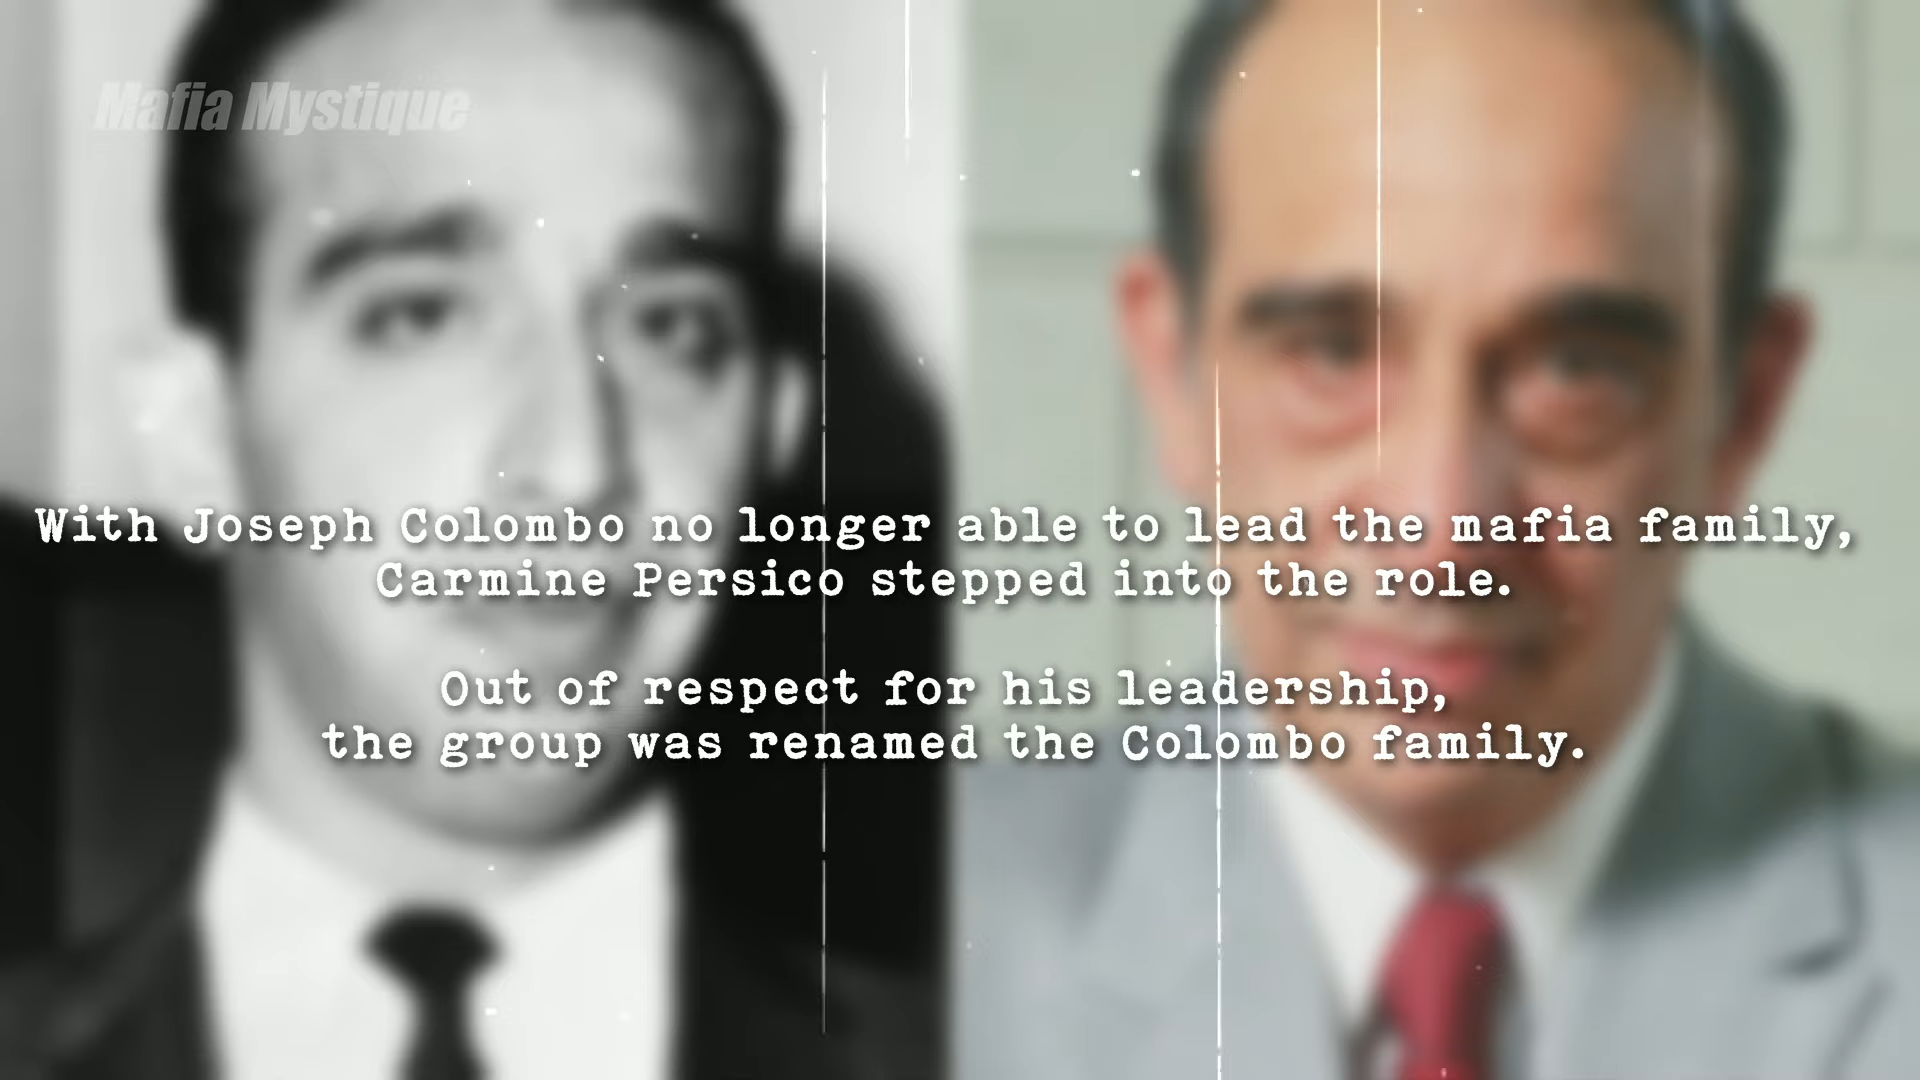 Mafia Mystique
With Joseph Colombo no longer able to lead the mafia family,
Carmine Persico stepped into the role.
Out of respect for his leadership,
the group was renamed the Colombo family.